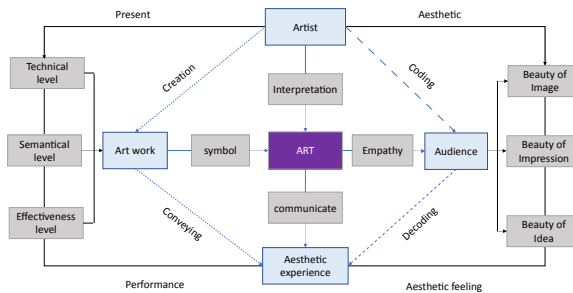 Present
Aesthetic
Artist
Technical
level
Creation
Coding
Beauty of
Image
Interpretation
Semantical
level
Art work
symbol
ART
Empathy
Audience
Beauty of
Impression
communicate
Effectiveness
level
Conveying
Decoding
Beauty of
Idea
Aesthetic
experience
Performance
Aesthetic feeling